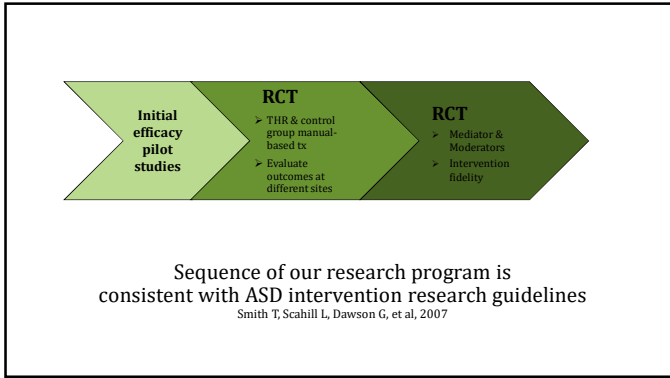 Initial
efficacy
pilot
studies
RCT
➢ THR & control
group manual-
based tx
➢ Evaluate
outcomes at
different sites
RCT
➢ Mediator &
Moderators
➢ Intervention
fidelity
Sequence of our research program is
consistent with ASD intervention research guidelines
Smith T, Scahill L, Dawson G, et al, 2007